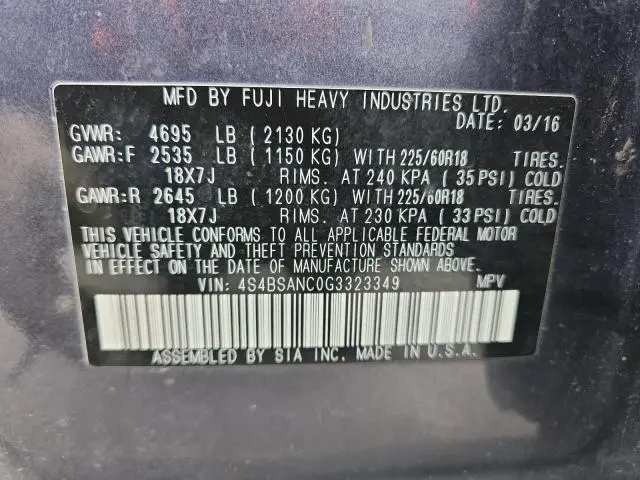 MFD BY FUJI HEAVY INDUSTRIES LTD.
DATE: 03/16
GVWR: 4695 LB ( 2130 KG)
GAWR:F 2535 LB ( 1150 KG) WITH 225/60R18 TIRES.
18X7J RIMS. AT 240 KPA ( 35 PSI) COLD
GAWR:R 2645 LB ( 1200 KG) WITH 225/60R18 TIRES.
18X7J RIMS. AT 230 KPA ( 33 PSI) COLD
THIS VEHICLE CONFORMS TO ALL APPLICABLE FEDERAL MOTOR
VEHICLE SAFETY AND THEFT PREVENTION STANDARDS
IN EFFECT ON THE DATE OF MANUFACTURE SHOWN ABOVE.
VIN: 4S4BSANC0G3323349 MPV
ASSEMBLED BY SIA INC. MADE IN U.S.A.